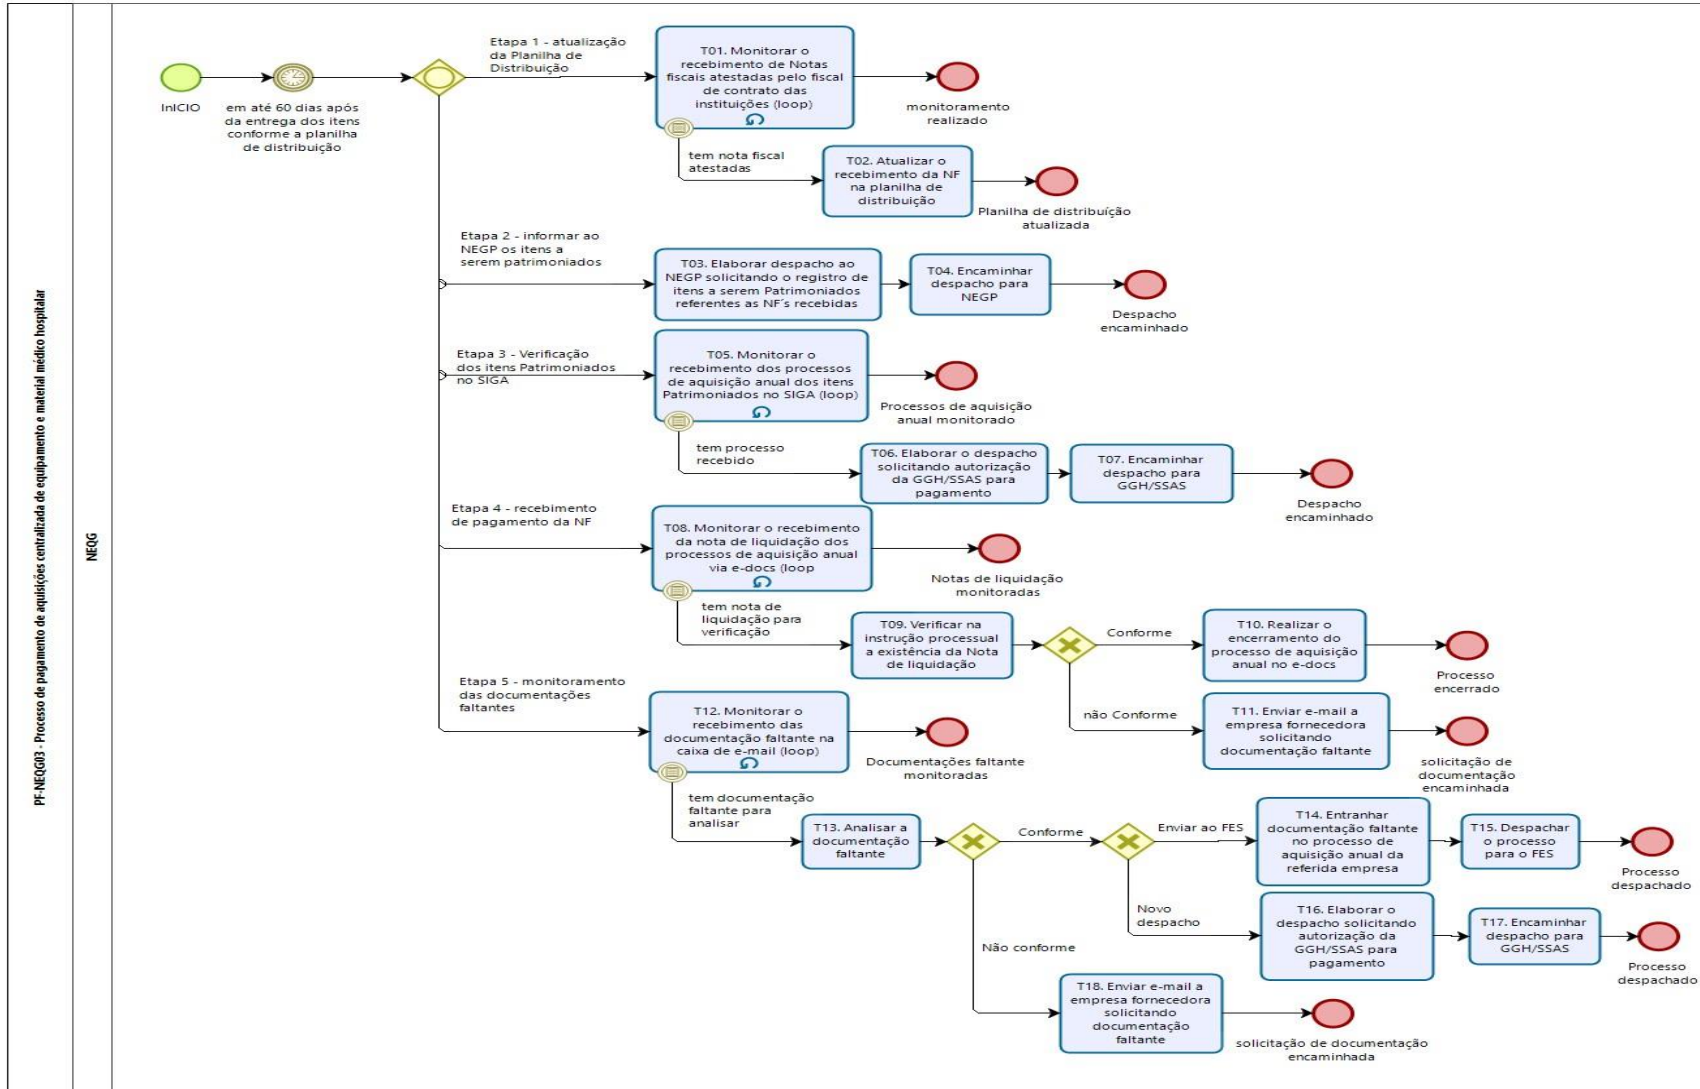 PF-NEQG03 - Processo de pagamento de aquisições centralizada de equipamento e material médico hospitalar
NEQG
InICIO
em até 60 dias após
da entrega dos itens
conforme a planilha
de distribuição
Etapa 1 - atualização
da Planilha de
Distribuição
T01. Monitorar o
recebimento de Notas
fiscais atestadas pelo fiscal
de contrato das
instituições (loop)
monitoramento
realizado
tem nota fiscal
atestadas
T02. Atualizar o
recebimento da NF
na planilha de
distribuição
Planilha de distribuíção
atualizada
Etapa 2 - informar ao
NEGP os itens a
serem patrimoniados
T03. Elaborar despacho ao
NEGP solicitando o registro de
itens a serem Patrimoniados
referentes as NF's recebidas
T04. Encaminhar
despacho para
NEGP
Despacho
encaminhado
Etapa 3 - Verificação
dos itens Patrimoniados
no SIGA
T05. Monitorar o
recebimento dos processos
de aquisição anual dos itens
Patrimoniados no SIGA (loop)
Processos de aquisição
anual monitorado
tem processo
recebido
T06. Elaborar o despacho
solicitando autorização
da GGH/SSAS para
pagamento
T07. Encaminhar
despacho para
GGH/SSAS
Despacho
encaminhado
Etapa 4 - recebimento
de pagamento da NF
T08. Monitorar o recebimento
da nota de liquidação dos
processos de aquisição anual
via e-docs (loop
Notas de liquidação
monitoradas
tem nota de
liquidação para
verificação
T09. Verificar na
instrução processual
a existência da Nota
de liquidação
Conforme
T10. Realizar o
encerramento do
processo de aquisição
anual no e-docs
Processo
encerrado
não Conforme
T11. Enviar e-mail a
empresa fornecedora
solicitando
documentação faltante
solicitação de
documentação
encaminhada
Etapa 5 - monitoramento
das documentações
faltantes
T12. Monitorar o
recebimento das
documentação faltante na
caixa de e-mail (loop)
Documentações faltante
monitoradas
tem documentação
faltante para
analisar
T13. Analisar a
documentação
faltante
Conforme
Enviar ao FES
T14. Entranhar
documentação faltante
no processo de
aquisição anual da
referida empresa
T15. Despachar
o processo
para o FES
Processo
despachado
Novo
despacho
T16. Elaborar o
despacho solicitando
autorização da
GGH/SSAS para
pagamento
T17. Encaminhar
despacho para
GGH/SSAS
Processo
despachado
Não conforme
T18. Enviar e-mail a
empresa fornecedora
solicitando
documentação
faltante
solicitação de documentação
encaminhada